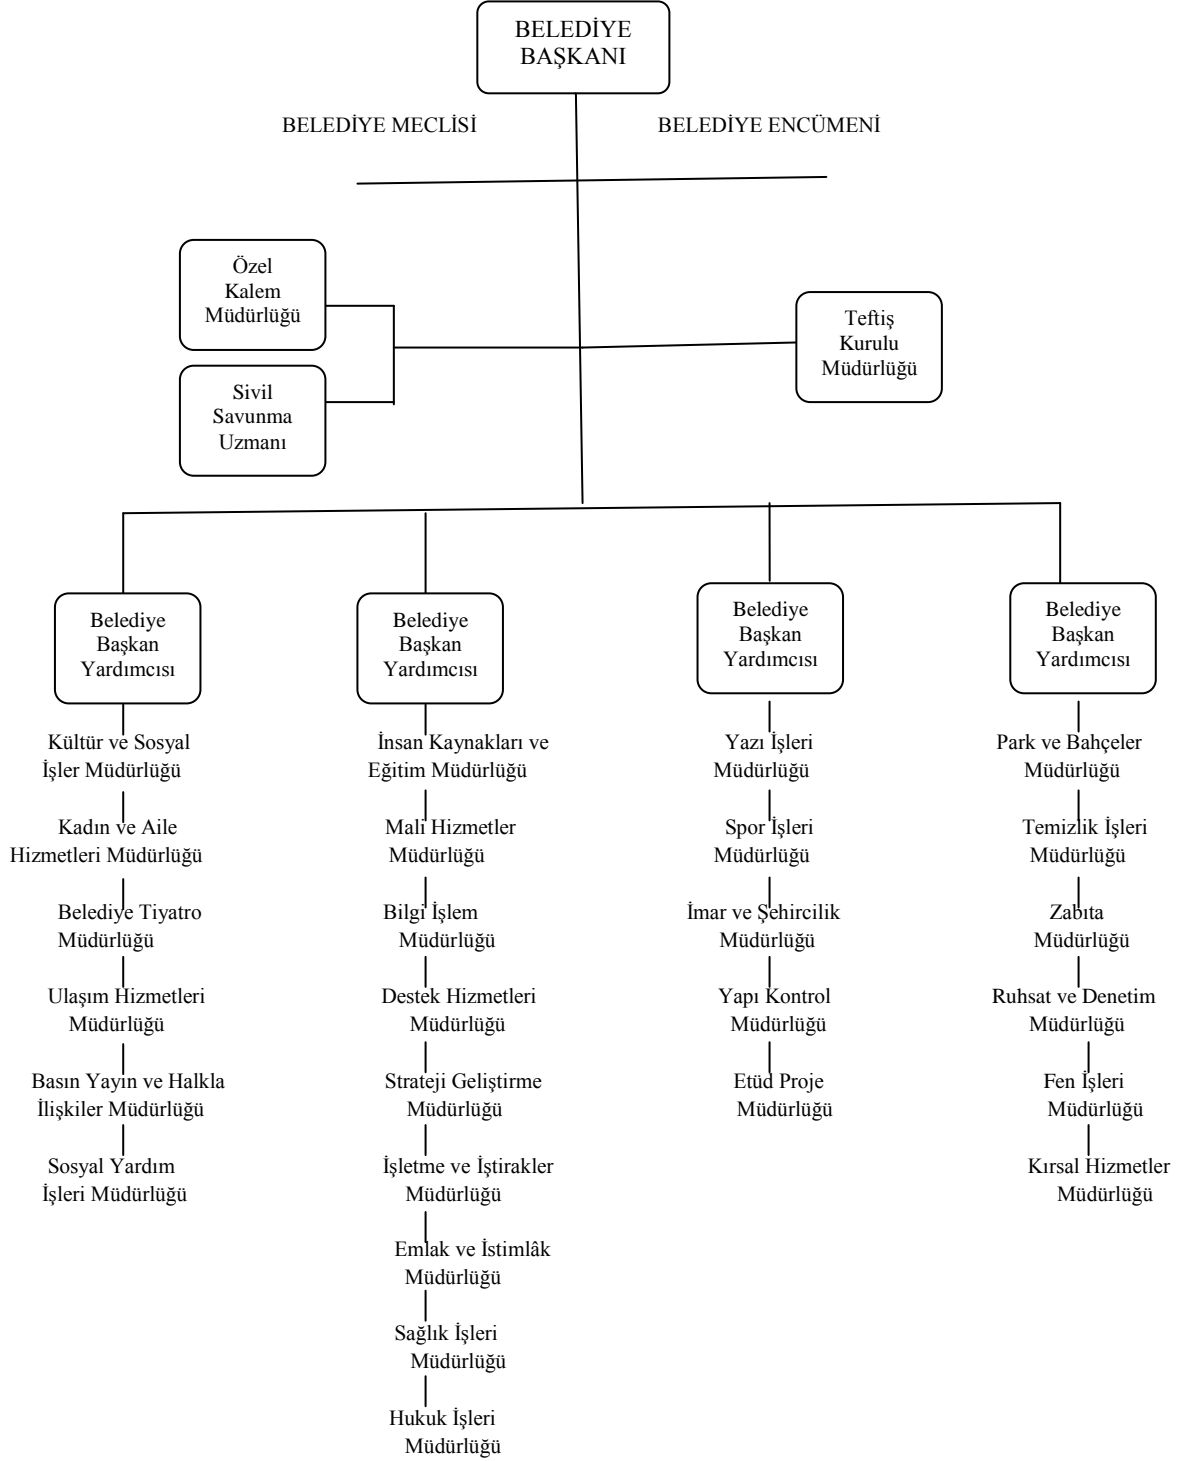 BELEDİYE
BAŞKANI
BELEDİYE MECLİSİ
BELEDİYE ENCÜMENİ
Özel
Kalem
Müdürlüğü
Sivil
Savunma
Uzmanı
Teftiş
Kurulu
Müdürlüğü
Belediye
Başkan
Yardımcısı
Kültür ve Sosyal
İşler Müdürlüğü
Kadın ve Aile
Hizmetleri Müdürlüğü
Belediye Tiyatro
Müdürlüğü
Ulaşım Hizmetleri
Müdürlüğü
Basın Yayin ve Halkla
İlişkiler Müdürlüğü
Sosyal Yardım
İşleri Müdürlüğü
Belediye
Başkan
Yardımcısı
İnsan Kaynakları ve
Eğitim Müdürlüğü
Mali Hizmetler
Müdürlüğü
Bilgi İşlem
Müdürlüğü
Destek Hizmetleri
Müdürlüğü
Strateji Geliştirme
Müdürlüğü
İşletme ve İştirakler
Müdürlüğü
Emlak ve İstimlâk
Müdürlüğü
Sağlık İşleri
Müdürlüğü
Hukuk İşleri
Müdürlüğü
Belediye
Başkan
Yardımcısı
Yazı İşleri
Müdürlüğü
Spor İşleri
Müdürlüğü
İmar ve Şehircilik
Müdürlüğü
Yapı Kontrol
Müdürlüğü
Etüd Proje
Müdürlüğü
Belediye
Başkan
Yardımcısı
Park ve Bahçeler
Müdürlüğü
Temizlik İşleri
Müdürlüğü
Zabıta
Müdürlüğü
Ruhsat ve Denetim
Müdürlüğü
Fen İşleri
Müdürlüğü
Kırsal Hizmetler
Müdürlüğü